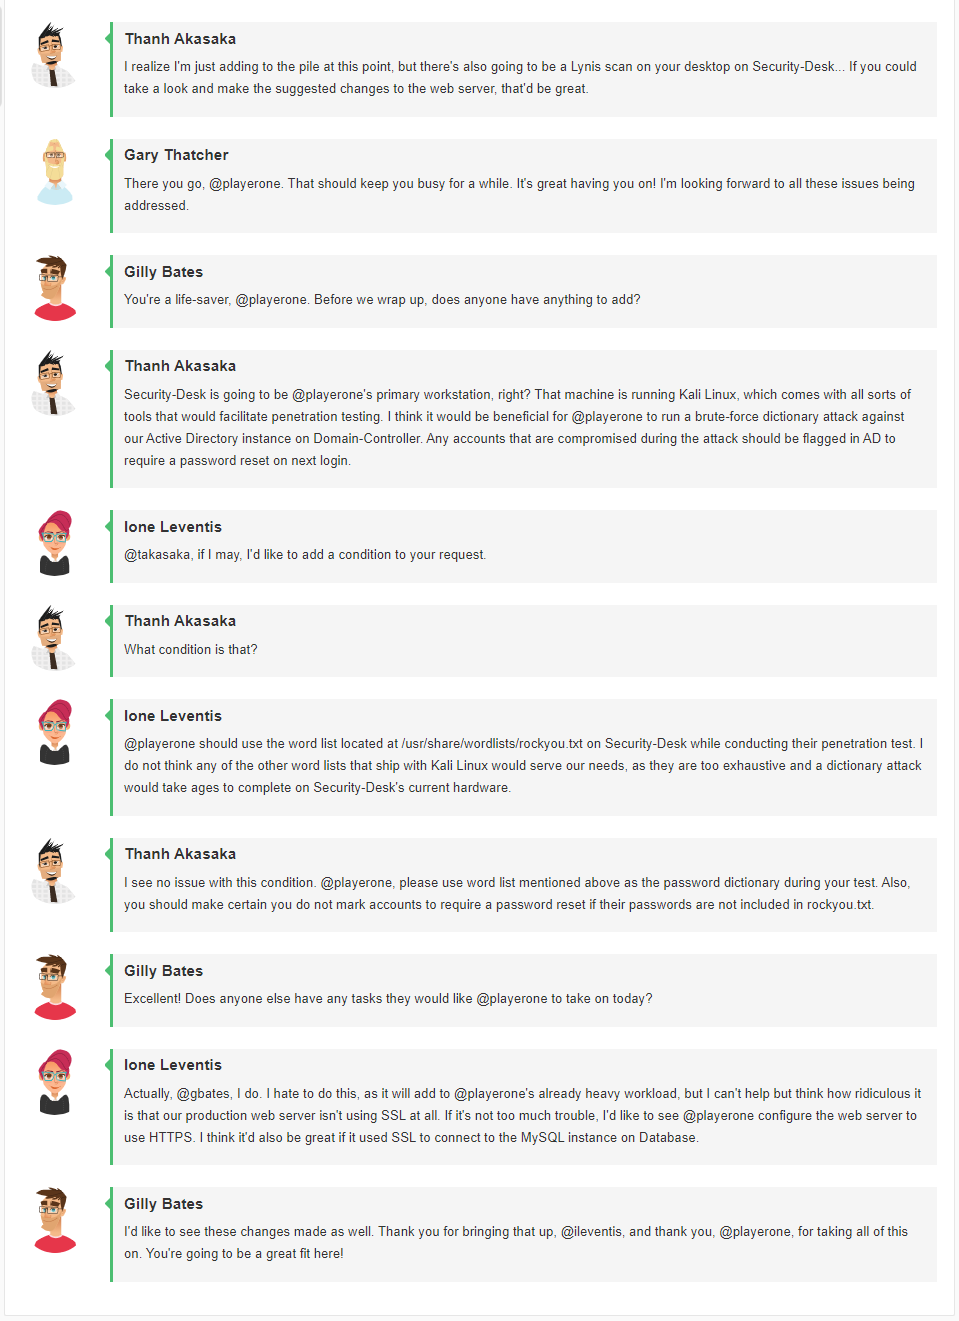 Thanh Akasaka
I realize I'm just adding to the pile at this point, but there's also going to be a Lynis scan on your desktop on Security-Desk... If you could
take a look and make the suggested changes to the web server, that'd be great.
Gary Thatcher
There you go, @playerone. That should keep you busy for a while. It's great having you on! I'm looking forward to all these issues being
addressed.
Gilly Bates
You're a life-saver, @playerone. Before we wrap up, does anyone have anything to add?
Thanh Akasaka
Security-Desk is going to be @playerone's primary workstation, right? That machine is running Kali Linux, which comes with all sorts of
tools that would facilitate penetration testing. I think it would be beneficial for @playerone to run a brute-force dictionary attack against
our Active Directory instance on Domain-Controller. Any accounts that are compromised during the attack should be flagged in AD to
require a password reset on next login.
Ione Leventis
@takasaka, if I may, I'd like to add a condition to your request.
Thanh Akasaka
What condition is that?
Ione Leventis
@playerone should use the word list located at /usr/share/wordlists/rockyou.txt on Security-Desk while conducting their penetration test. I
do not think any of the other word lists that ship with Kali Linux would serve our needs, as they are too exhaustive and a dictionary attack
would take ages to complete on Security-Desk's current hardware.
Thanh Akasaka
I see no issue with this condition. @playerone, please use word list mentioned above as the password dictionary during your test. Also,
you should make certain you do not mark accounts to require a password reset if their passwords are not included in rockyou.txt.
Gilly Bates
Excellent! Does anyone else have any tasks they would like @playerone to take on today?
Ione Leventis
Actually, @gbates, I do. I hate to do this, as it will add to @playerone's already heavy workload, but I can't help but think how ridiculous it
is that our production web server isn't using SSL at all. If it's not too much trouble, I'd like to see @playerone configure the web server to
use HTTPS. I think it'd also be great if it used SSL to connect to the MySQL instance on Database.
Gilly Bates
I'd like to see these changes made as well. Thank you for bringing that up, @ileventis, and thank you, @playerone, for taking all of this
on. You're going to be a great fit here!